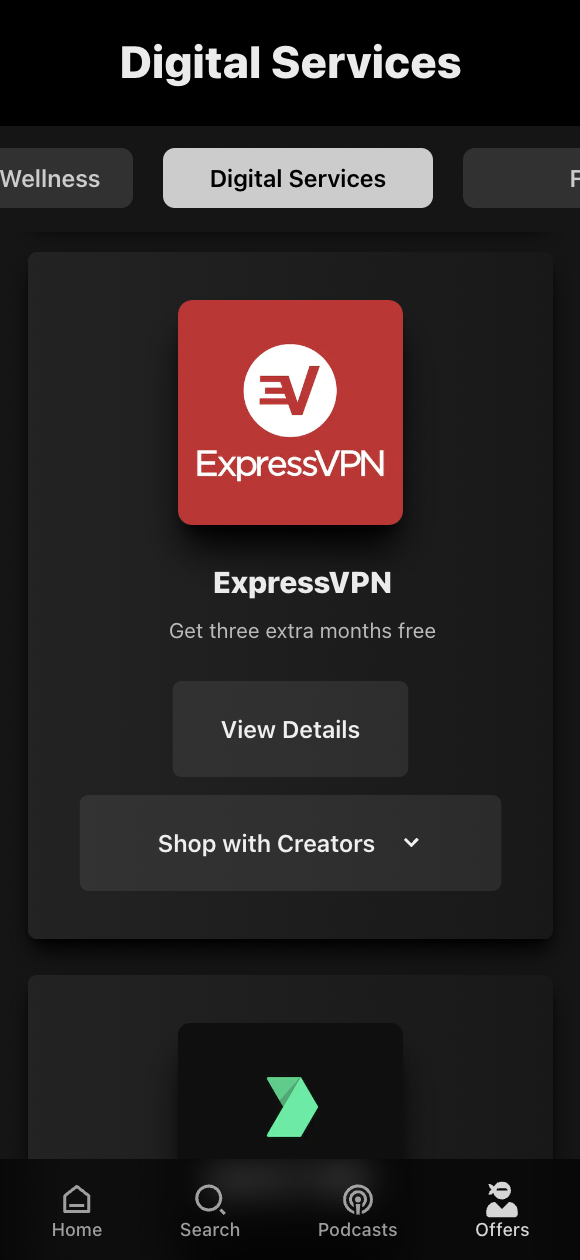 Digital Services
Wellness
Digital Services
F
ExpressVPN
ExpressVPN
Get three extra months free
View Details
Shop with Creators
Home
Search
Podcasts
Offers